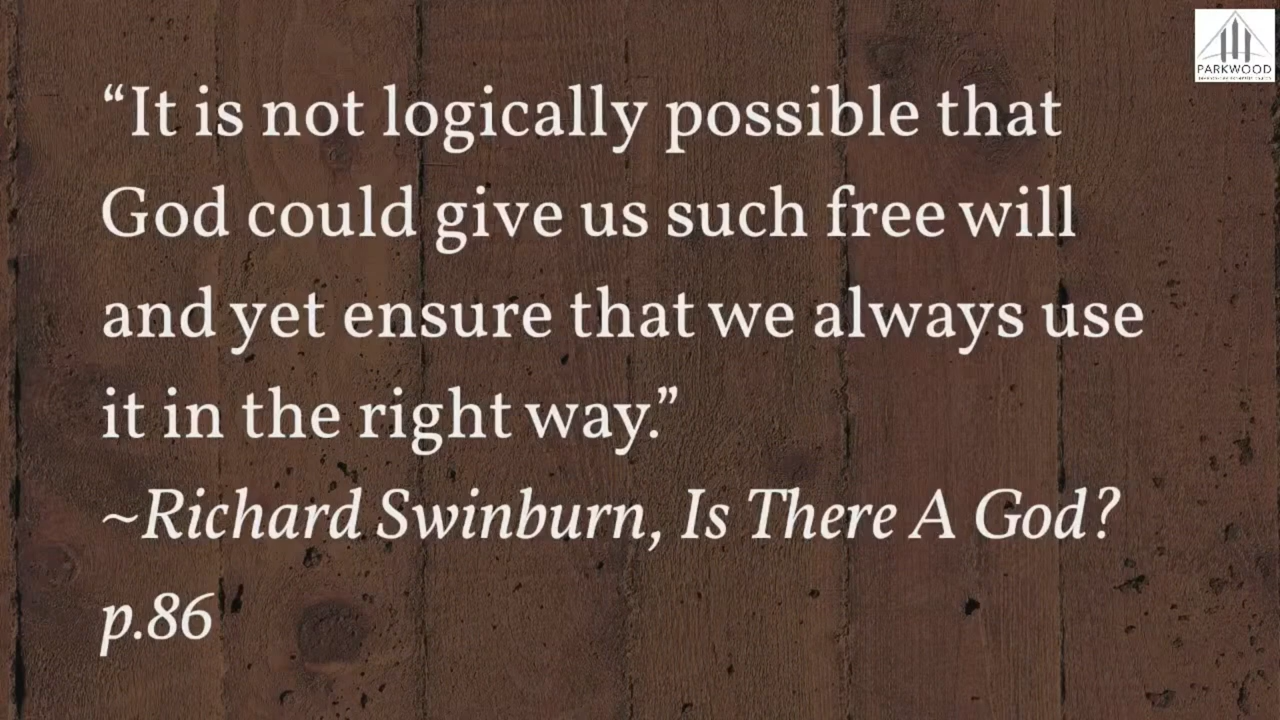 PARKWOOD
“It is not logically possible that
God could give us such free will
and yet ensure that we always use
it in the right way.”
~Richard Swinburn, Is There A God?
p.86